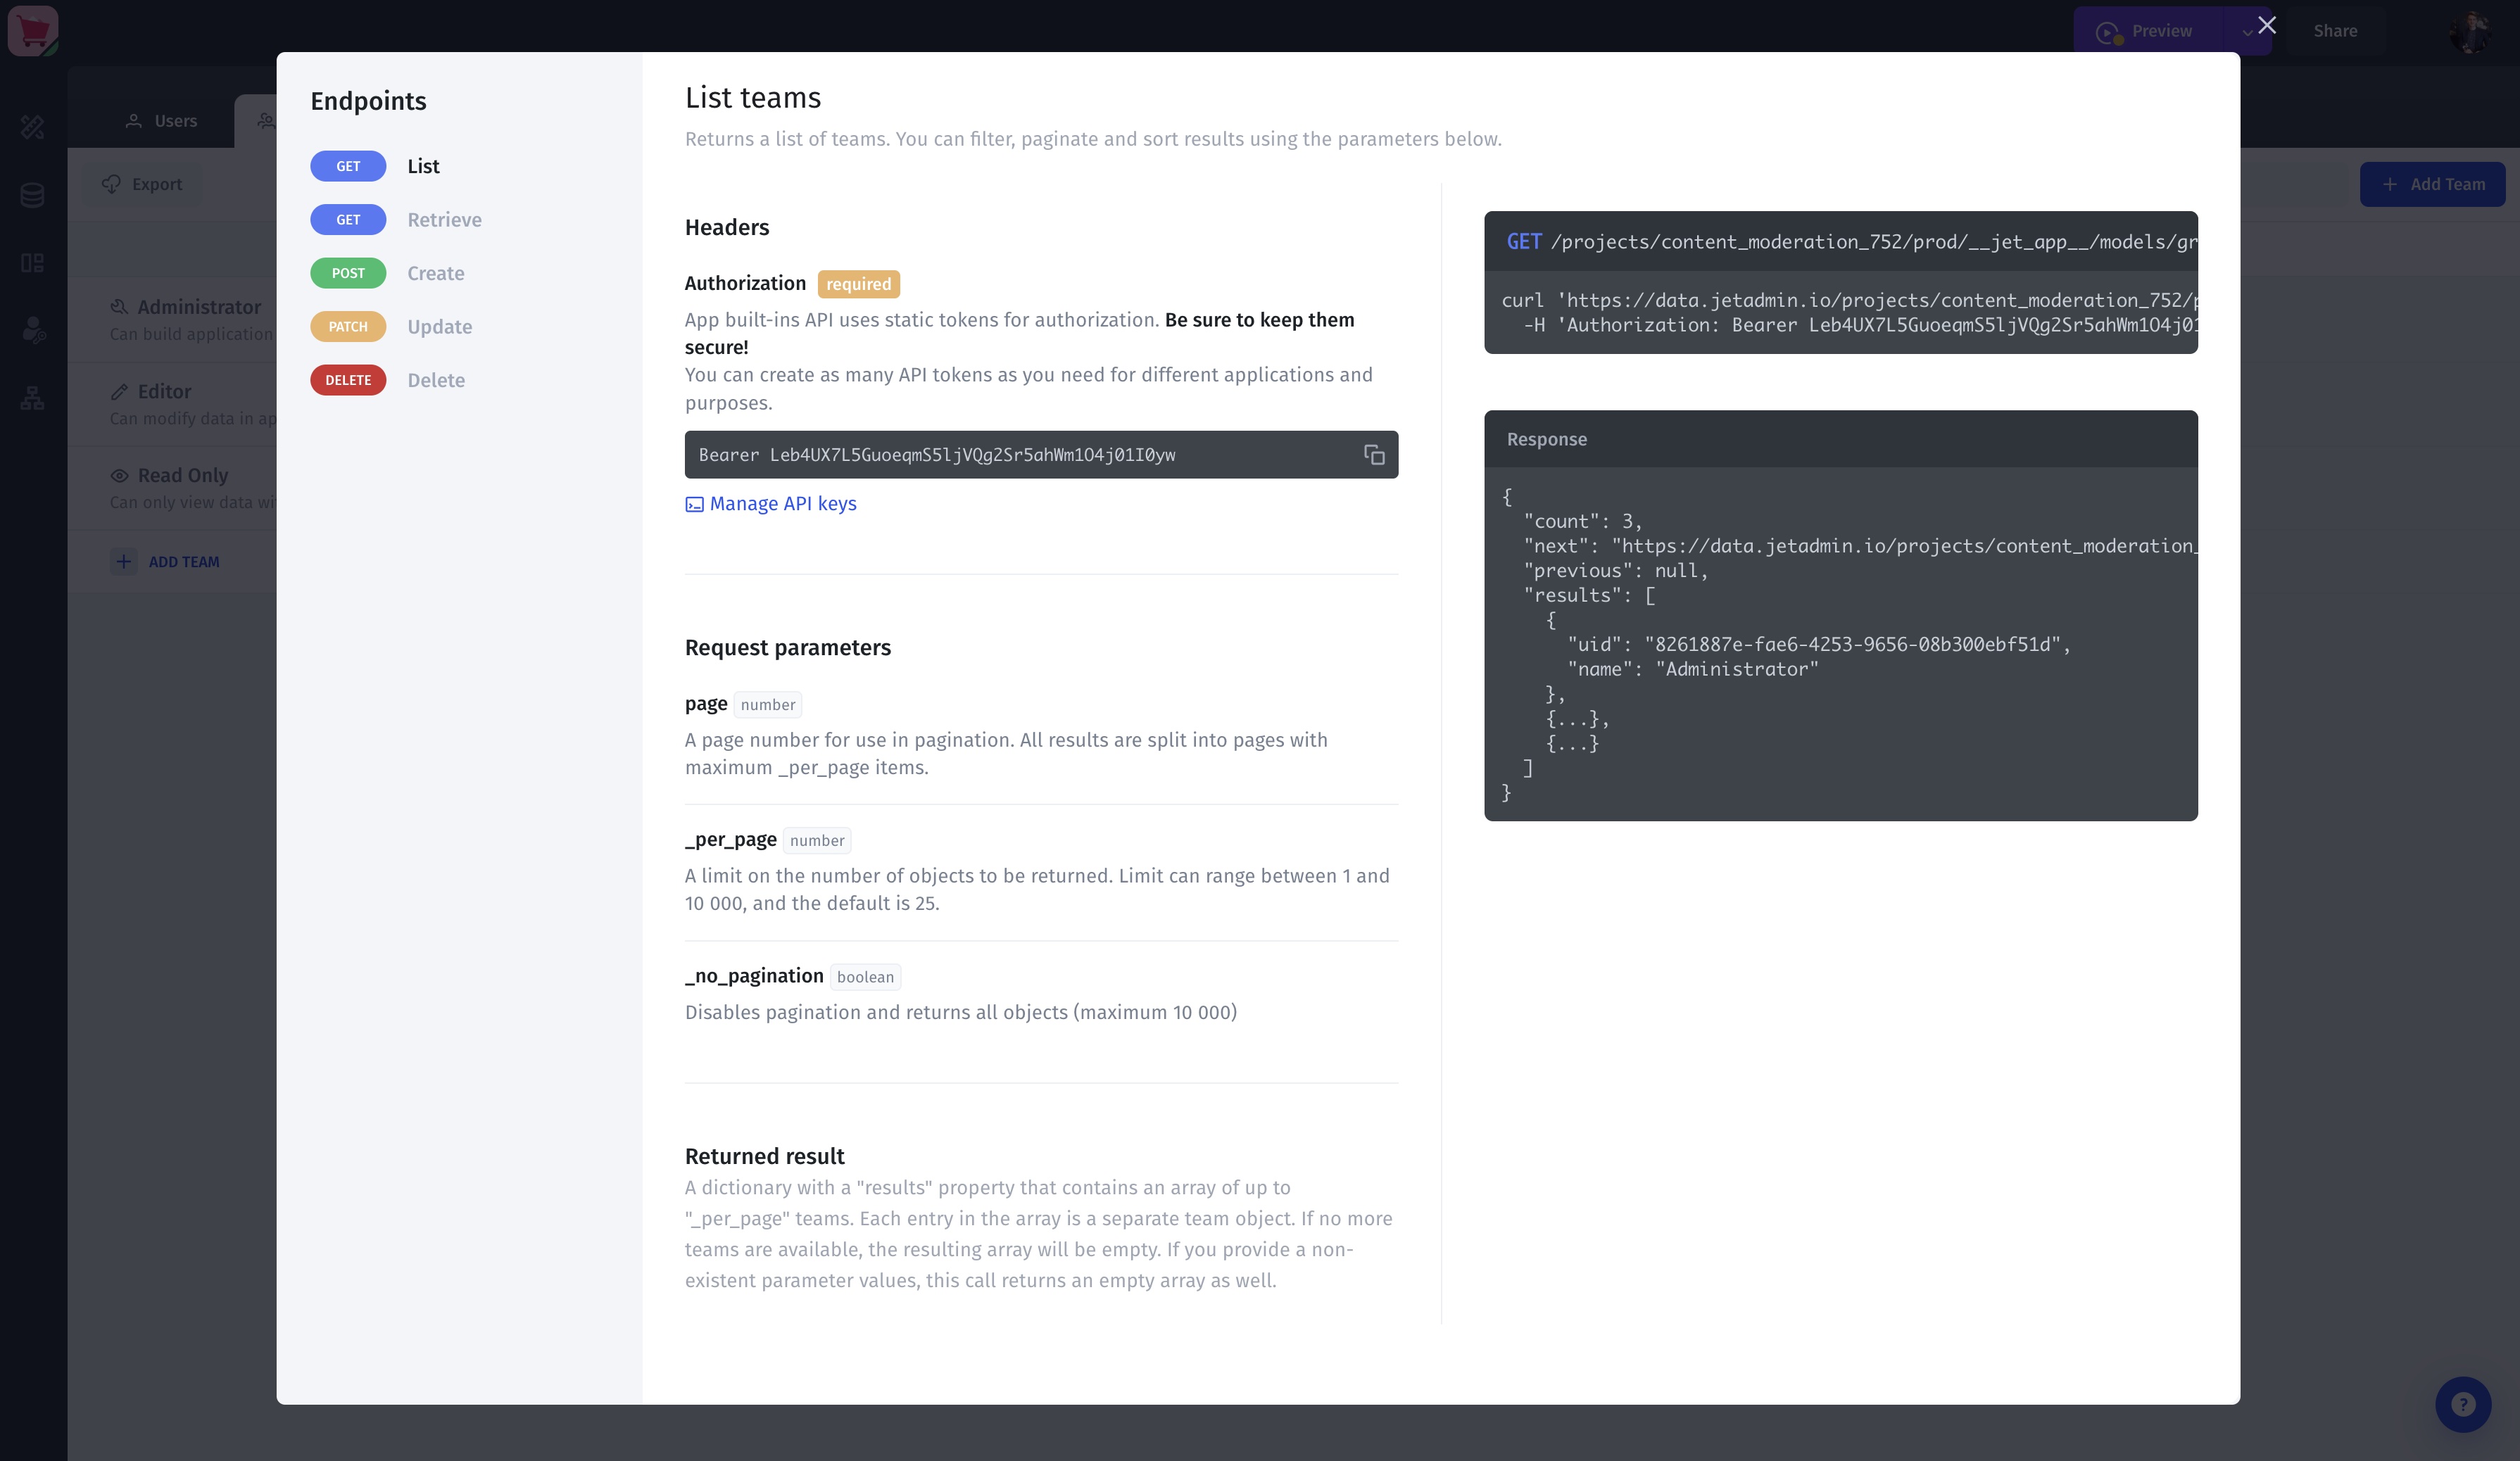 Preview
Share
Users
Export
Add Team
Administrator
Can build application
Editor
Can modify data in ap
Read Only
Can only view data wi
ADD TEAM
Endpoints
GET List
GET Retrieve
POST Create
PATCH Update
DELETE Delete
List teams
Returns a list of teams. You can filter, paginate and sort results using the parameters below.
Headers
Authorization required
App built-ins API uses static tokens for authorization. Be sure to keep them
secure!
You can create as many API tokens as you need for different applications and
purposes.
Bearer Leb4UX7L5GuoeqmS5ljVQg2Sr5ahWm1O4j01I0yw
Manage API keys
Request parameters
page number
A page number for use in pagination. All results are split into pages with
maximum _per_page items.
_per_page number
A limit on the number of objects to be returned. Limit can range between 1 and
10 000, and the default is 25.
_no_pagination boolean
Disables pagination and returns all objects (maximum 10 000)
Returned result
A dictionary with a "results" property that contains an array of up to
"_per_page" teams. Each entry in the array is a separate team object. If no more
teams are available, the resulting array will be empty. If you provide a non-
existent parameter values, this call returns an empty array as well.
GET /projects/content_moderation_752/prod/__jet_app__/models/gr
curl 'https://data.jetadmin.io/projects/content_moderation_752/p
-H 'Authorization: Bearer Leb4UX7L5GuoeqmS5ljVQg2Sr5ahWm1O4j01
Response
{
"count": 3,
"next": "https://data.jetadmin.io/projects/content_moderation_
"previous": null,
"results": [
{
"uid": "8261887e-fae6-4253-9656-08b300ebf51d",
"name": "Administrator"
},
{...},
{...}
]
}